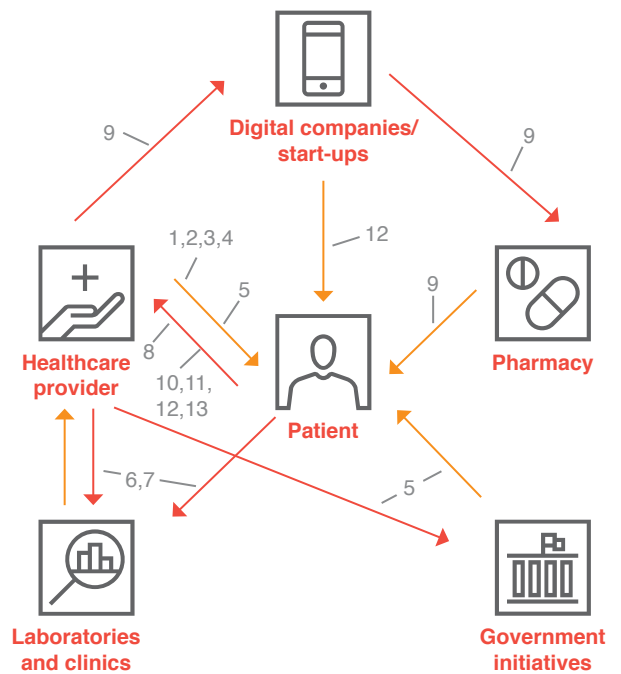 Digital companies/
start-ups
9
9
1,2,3,4
12
5
9
8
Healthcare
provider
10,11,
12,13
Pharmacy
Patient
6,7
5
Laboratories
and clinics
Government
initiatives